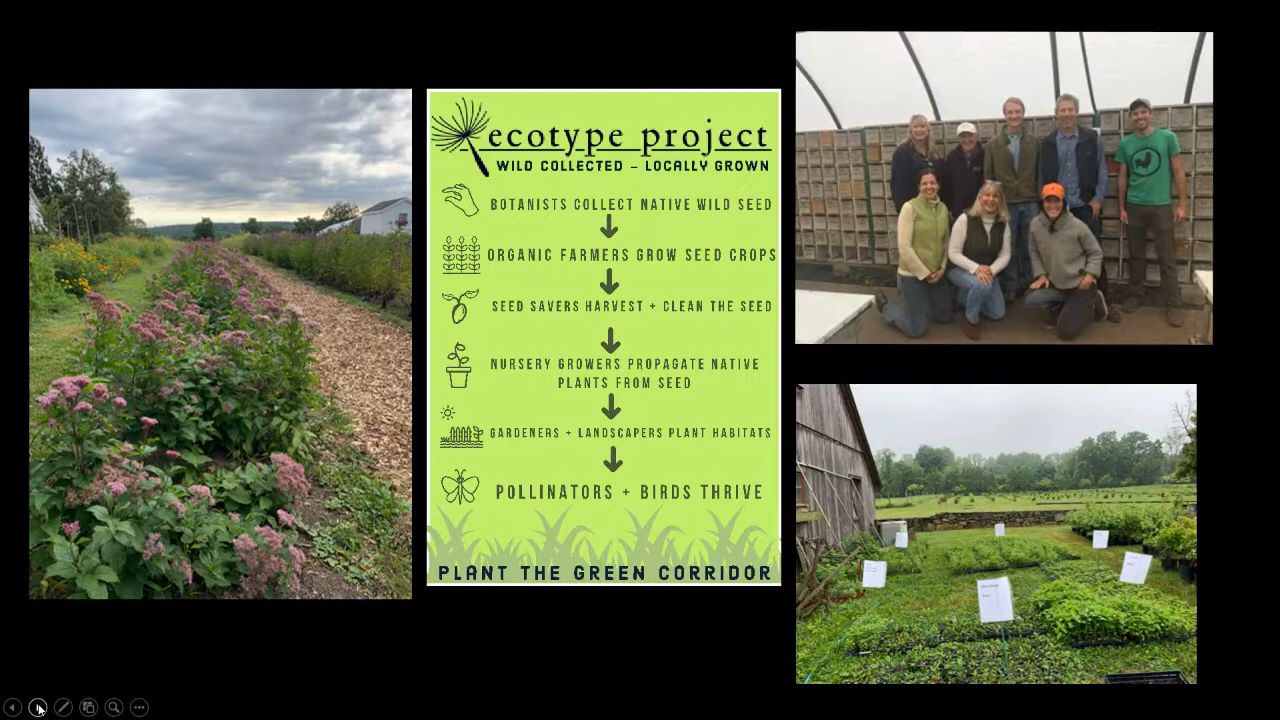 ecotype project
WILD COLLECTED – LOCALLY GROWN
BOTANISTS COLLECT NATIVE WILD SEED
ORGANIC FARMERS GROW SEED CROPS
SEED SAVERS HARVEST + CLEAN THE SEED
NURSERY GROWERS PROPAGATE NATIVE
PLANTS FROM SEED
GARDENERS + LANDSCAPERS PLANT HABITATS
POLLINATORS + BIRDS THRIVE
PLANT THE GREEN CORRIDOR